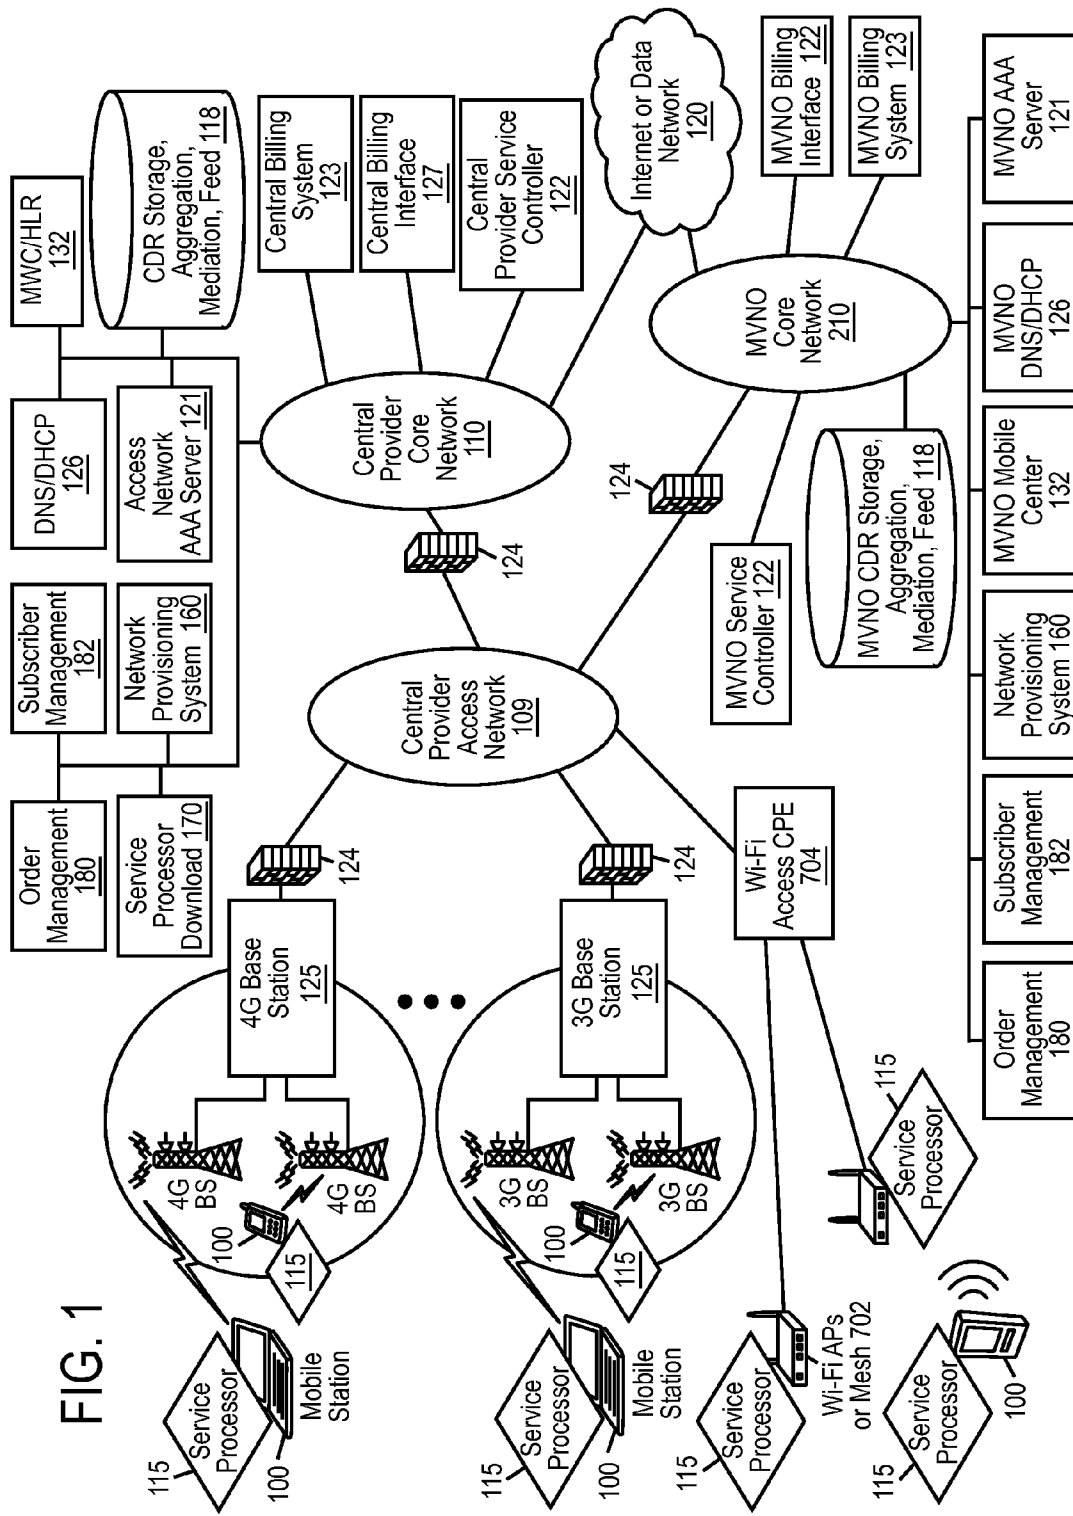 FIG. 1
Order
Management
180
Subscriber
Management
182
DNS/DHCP
126
MWC/HLR
132
Service
Processor
Download 170
Network
Provisioning
System 160
Access
Network
AAA Server 121
CDR Storage,
Aggregation,
Mediation, Feed 118
115
Service
Processor
100
Mobile
Station
4G
BS
4G
BS
100
115
4G Base
Station
125
124
115
Service
Processor
100
Mobile
Station
3G
BS
3G
BS
100
115
3G Base
Station
125
124
Central
Provider
Access
Network
109
124
Central
Provider
Core
Network
110
Central Billing
System
123
Central Billing
Interface
127
Central
Provider Service
Controller
122
Internet or Data
Network
120
124
MVNO
Core
Network
210
MVNO Billing
Interface 122
MVNO Billing
System 123
MVNO Service
Controller 122
MVNO CDR Storage,
Aggregation,
Mediation, Feed 118
Wi-Fi
Access CPE
704
115
Service
Processor
Wi-Fi APs
or Mesh 702
115
Service
Processor
115
Service
Processor
100
Order
Management
180
Subscriber
Management
182
Network
Provisioning
System 160
MVNO Mobile
Center
132
MVNO
DNS/DHCP
126
MVNO AAA
Server
121